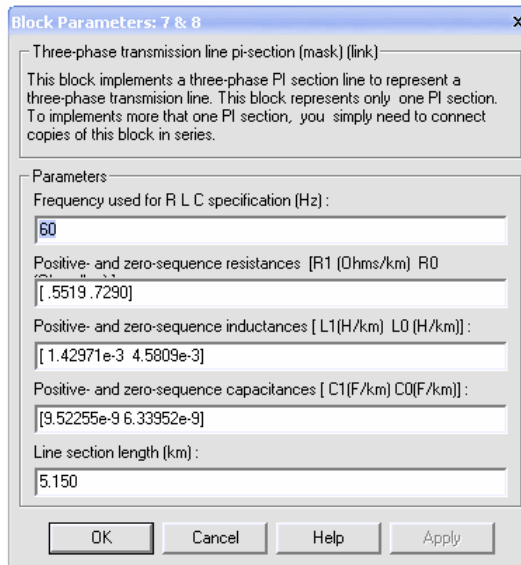 Block Parameters: 7 & 8
Three-phase transmission line pi-section (mask) (link)
This block implements a three-phase PI section line to represent a
three-phase transmision line. This block represents only one PI section.
To implements more that one PI section, you simply need to connect
copies of this block in series.
Parameters
Frequency used for R L C specification (Hz) :
60
Positive- and zero-sequence resistances [R1 (Ohms/km) R0
[ .5519 .7290]
Positive- and zero-sequence inductances [ L1(H/km) L0 (H/km)] :
[ 1.42971e-3 4.5809e-3]
Positive- and zero-sequence capacitances [ C1(F/km) C0(F/km)] :
[9.52255e-9 6.33952e-9]
Line section length (km) :
5.150
OK Cancel Help Apply